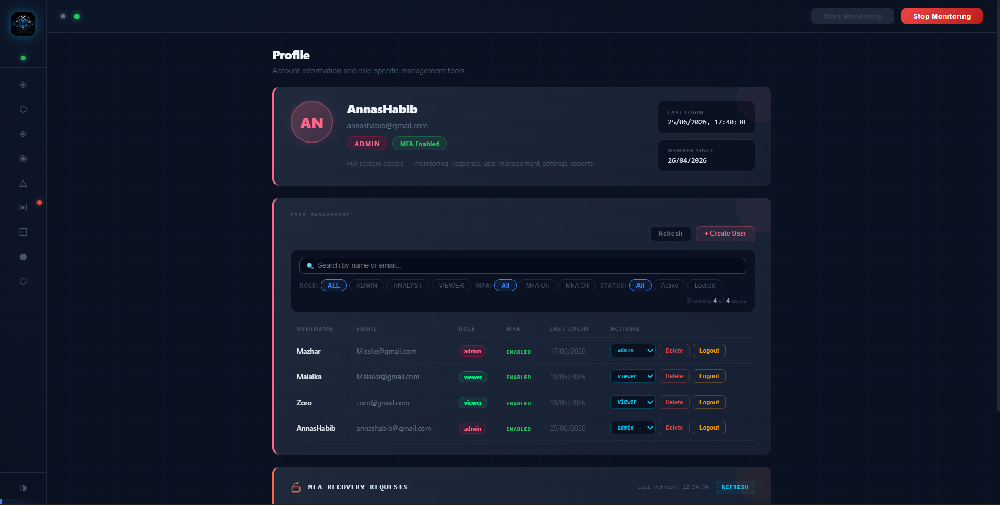 Start Monitoring
Stop Monitoring
Profile
Account information and role-specific management tools.
AN
AnnasHabib
annashabib@gmail.com
ADMIN
MFA Enabled
Full system access — monitoring, response, user management, settings, reports.
LAST LOGIN
25/06/2026, 17:40:30
MEMBER SINCE
26/04/2026
USER MANAGEMENT
Refresh
+ Create User
Search by name or email...
ROLE: ALL ADMIN ANALYST VIEWER MFA: All MFA On MFA Off STATUS: All Active Locked
Showing 4 of 4 users
USERNAME EMAIL ROLE MFA LAST LOGIN ACTIONS
Mazhar Missile@gmail.com admin ENABLED 17/05/2026 admin Delete Logout
Malaika Malaika@gmail.com viewer ENABLED 18/05/2026 viewer Delete Logout
Zoro zoro@gmail.com viewer ENABLED 18/05/2026 viewer Delete Logout
AnnasHabib annashabib@gmail.com admin ENABLED 25/06/2026 admin Delete Logout
MFA RECOVERY REQUESTS
Last refresh: 22:54:34
REFRESH